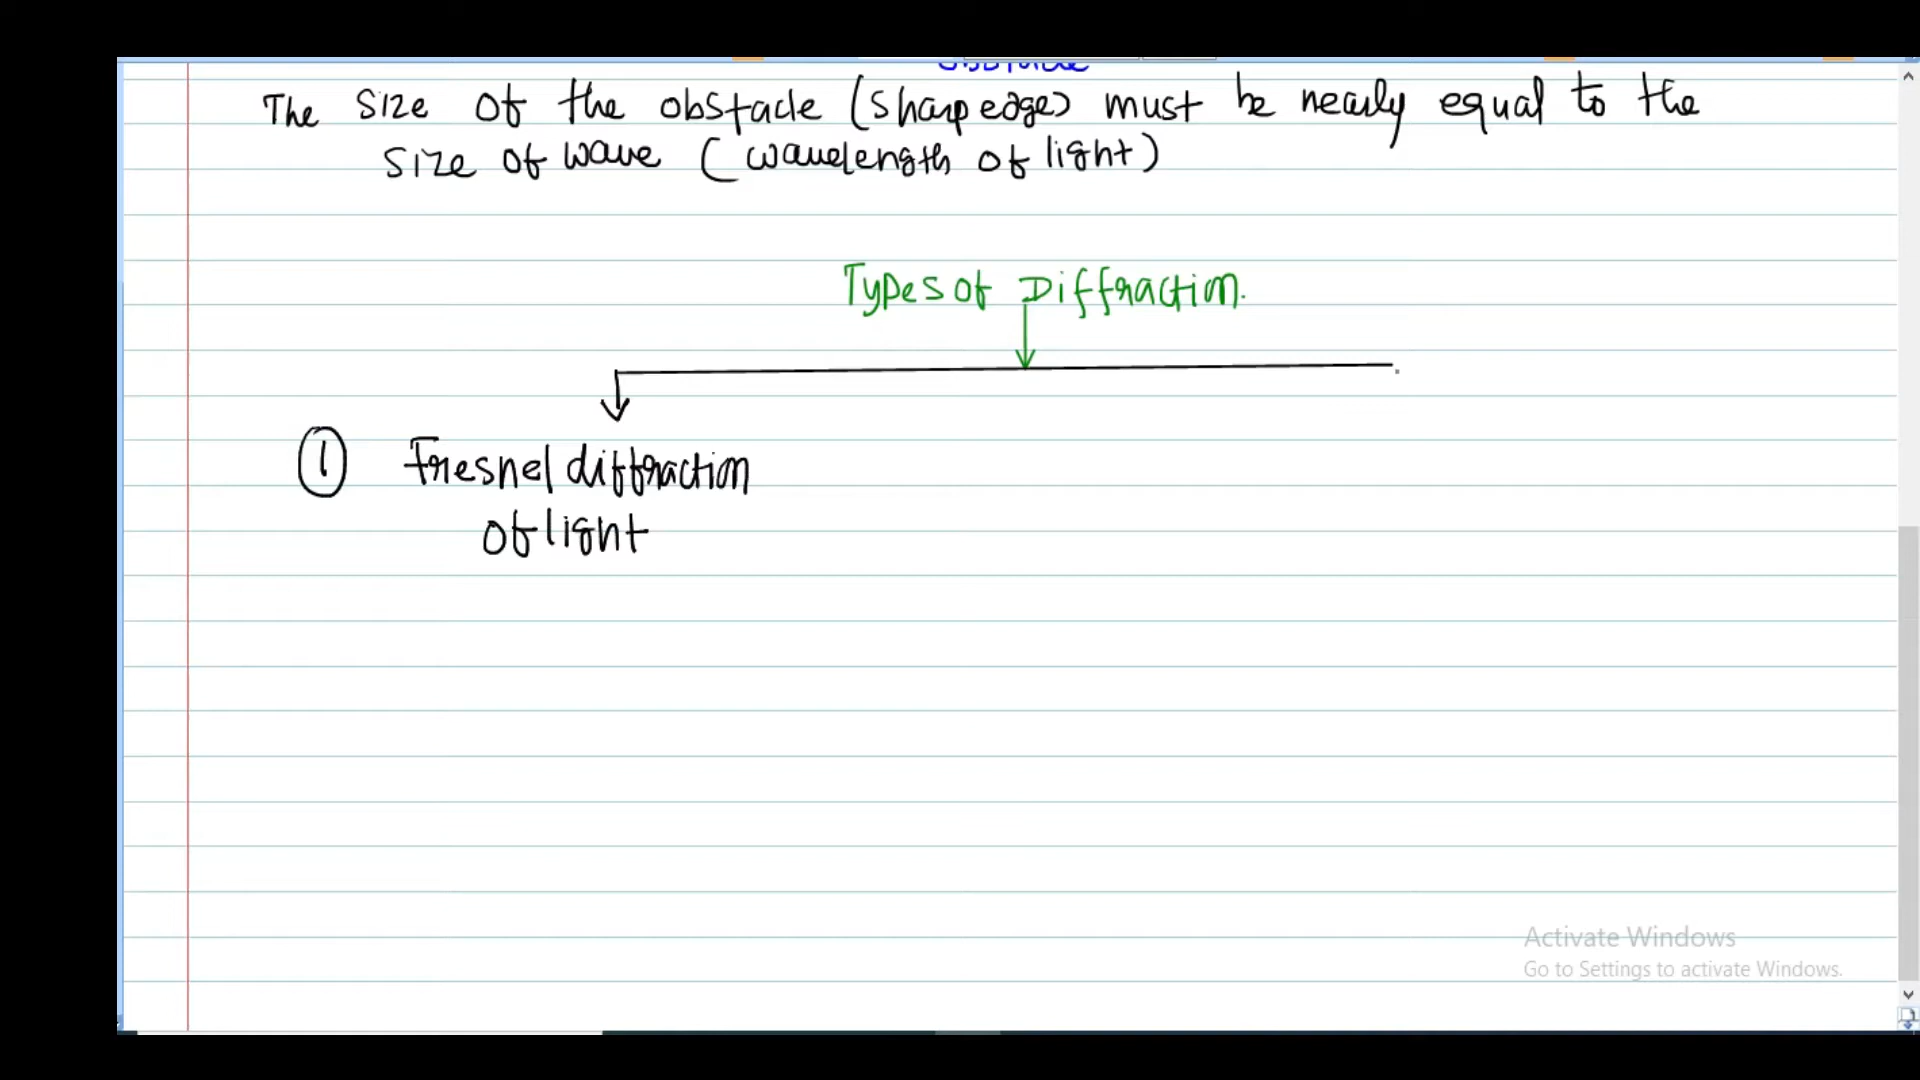 The size of the obstacle (sharp edge) must be nearly equal to the
size of wave (wavelength of light)
Types of Diffraction.
1 Fresnel diffraction
of light
Activate Windows
Go to Settings to activate Windows.